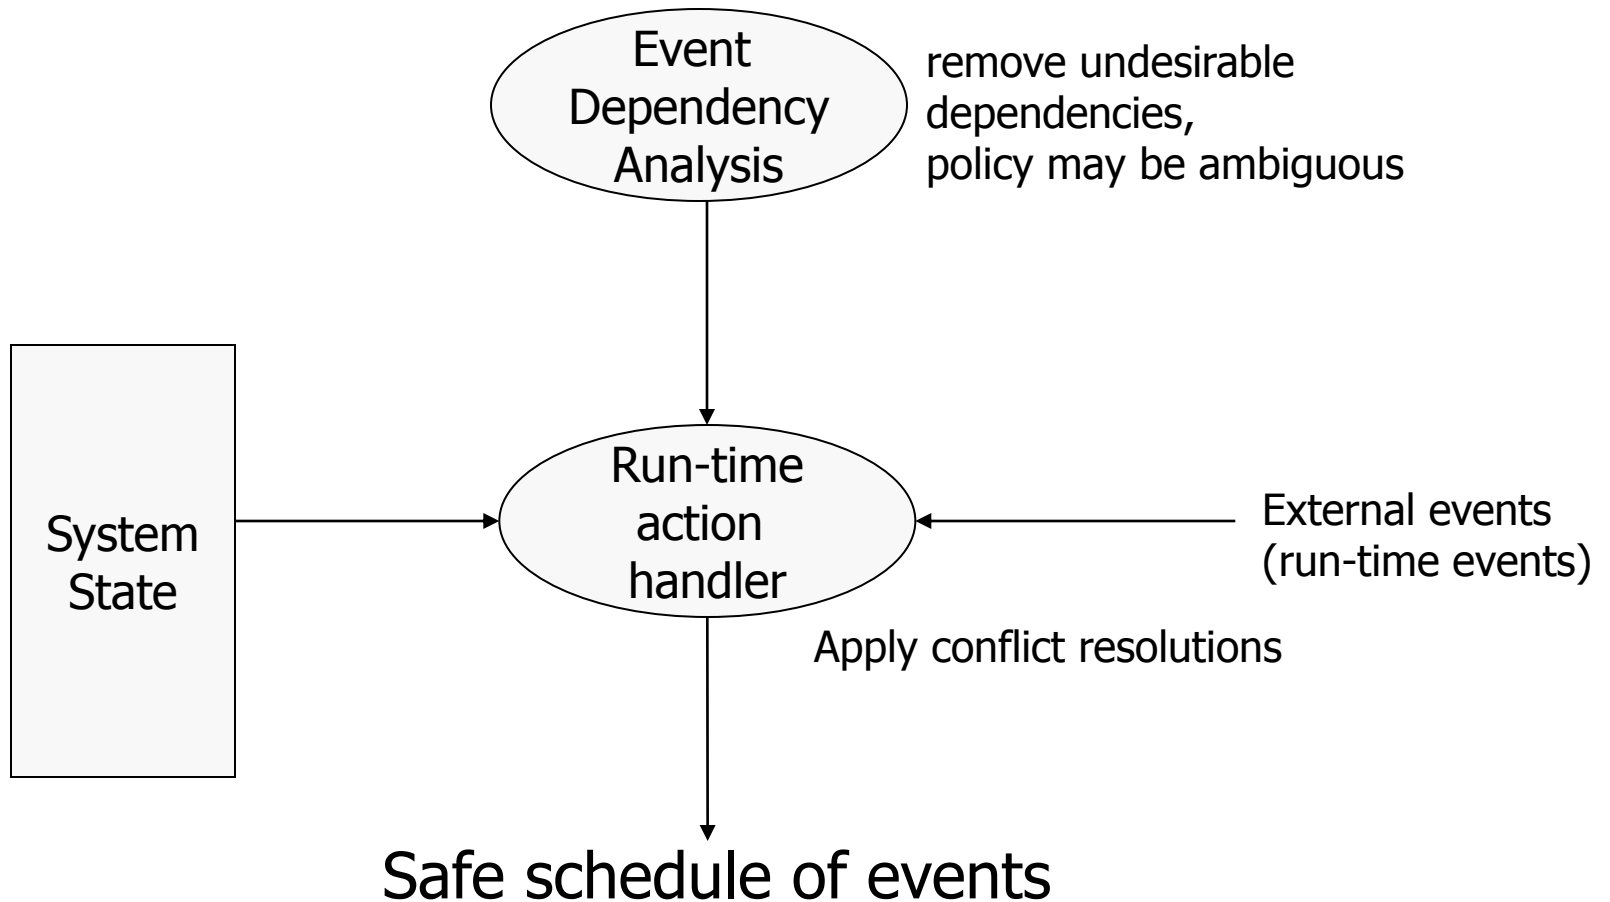 Event
Dependency
Analysis
remove undesirable
dependencies,
policy may be ambiguous
System
State
Run-time
action
handler
External events
(run-time events)
Apply conflict resolutions
Safe schedule of events